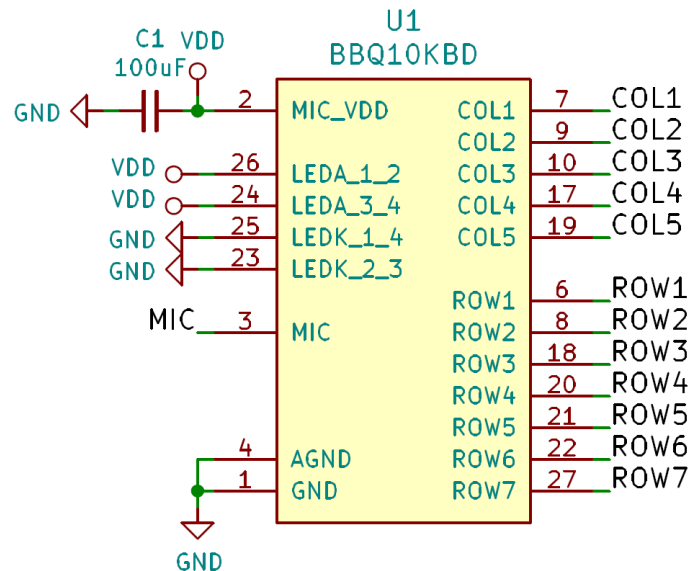 U1
BBQ10KBD
C1 VDD
100uF
GND 2 MIC_VDD COL1 7 COL1
COL2 9 COL2
VDD 26 LEDA_1_2 COL3 10 COL3
VDD 24 LEDA_3_4 COL4 17 COL4
GND 25 LEDK_1_4 COL5 19 COL5
GND 23 LEDK_2_3
ROW1 6 ROW1
MIC 3 MIC ROW2 8 ROW2
ROW3 18 ROW3
ROW4 20 ROW4
ROW5 21 ROW5
4 AGND ROW6 22 ROW6
1 GND ROW7 27 ROW7
GND